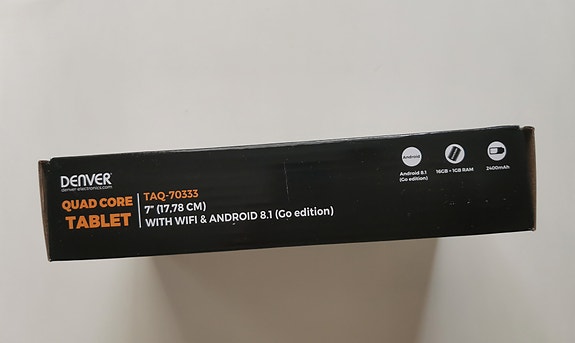 DENVER
denver-electronics.com
QUAD CORE
TABLET
TAQ-70333
7" (17,78 CM)
WITH WIFI & ANDROID 8.1 (Go edition)
Android
Android 8.1
(Go edition)
16GB + 1GB RAM
2400mAh